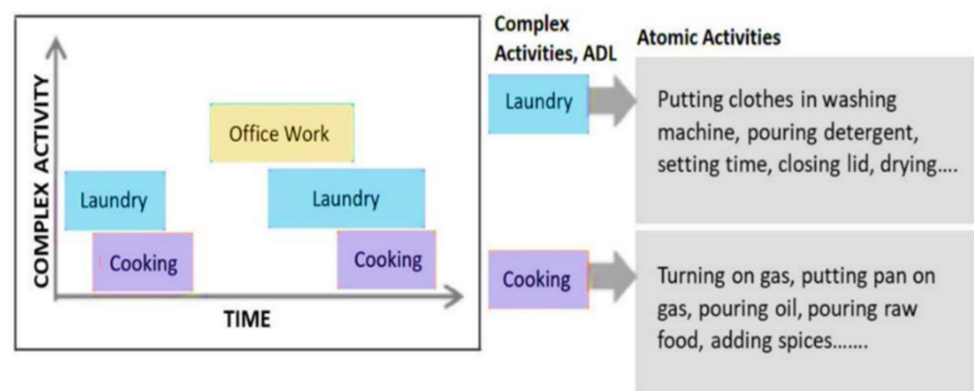 COMPLEX ACTIVITY
Office Work
Laundry
Laundry
Cooking
Cooking
TIME
Complex
Activities, ADL
Atomic Activities
Laundry
Putting clothes in washing
machine, pouring detergent,
setting time, closing lid, drying....
Cooking
Turning on gas, putting pan on
gas, pouring oil, pouring raw
food, adding spices.......